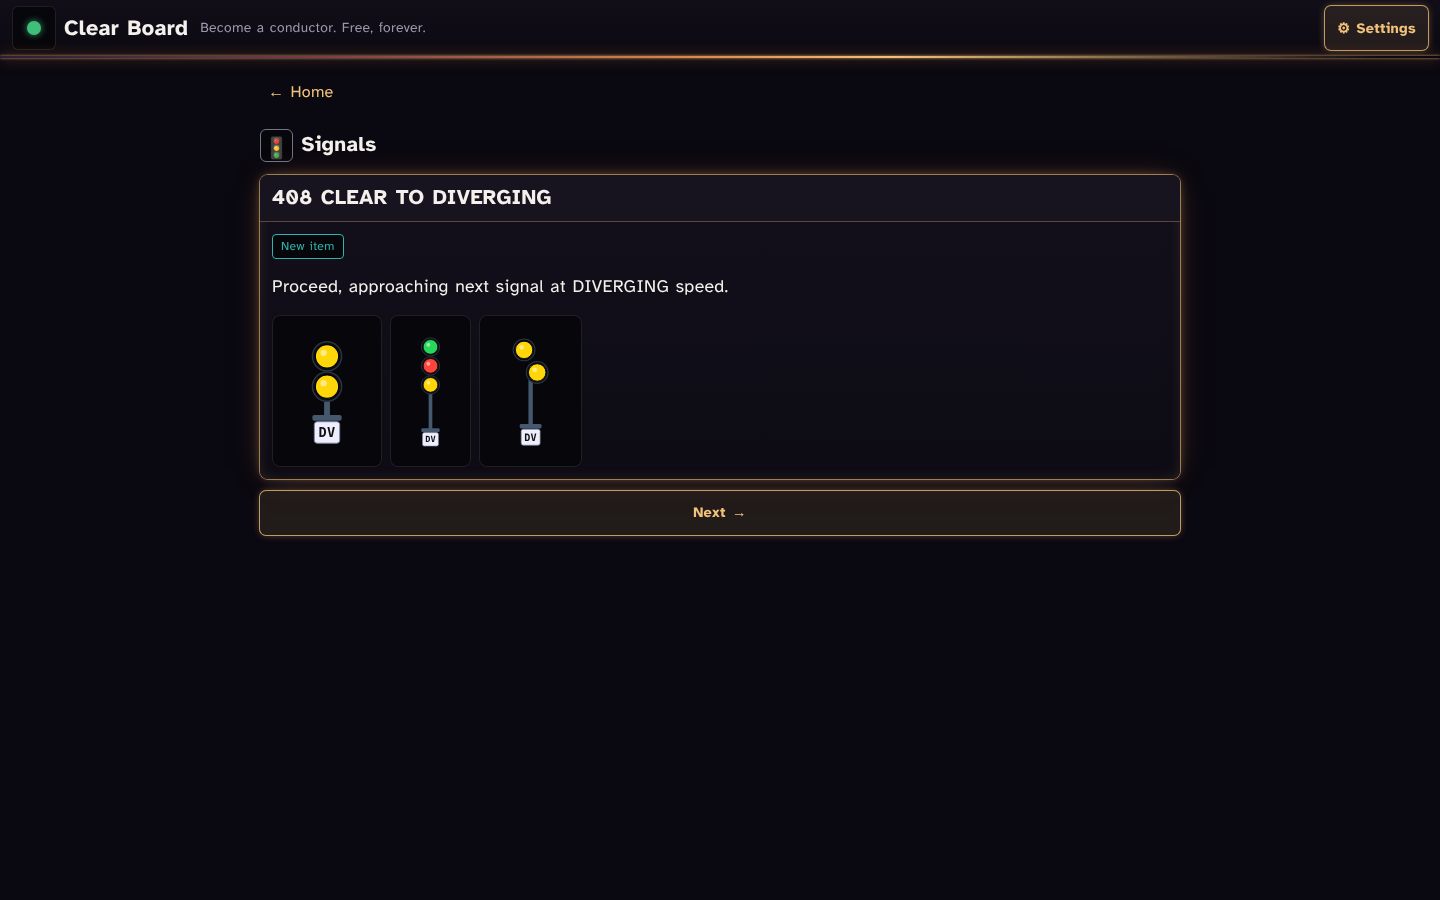 Clear Board Become a conductor. Free, forever.
⚙ Settings
← Home
Signals
408 CLEAR TO DIVERGING
New item
Proceed, approaching next signal at DIVERGING speed.
DV DV DV
Next →